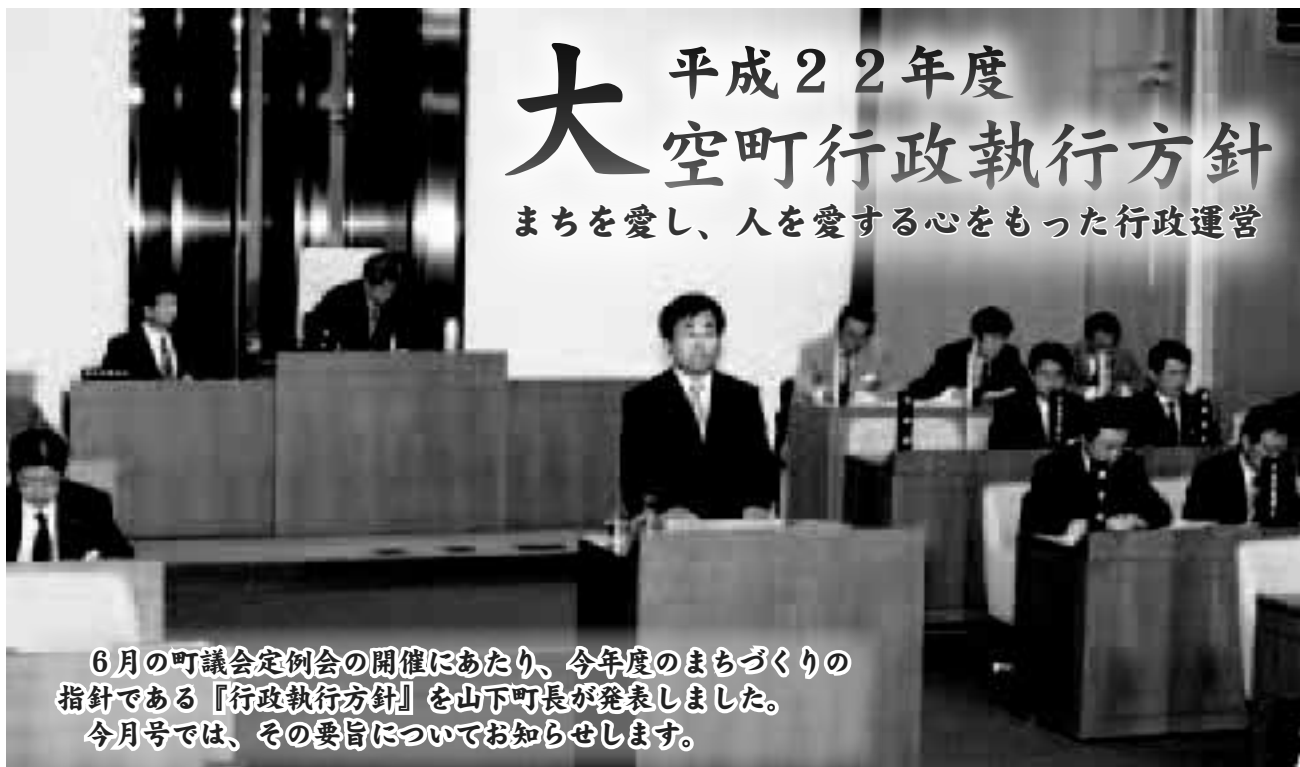 平成２２年度
大空町行政執行方針
まちを愛し、人を愛する心をもった行政運営
６月の町議会定例会の開催にあたり、今年度のまちづくりの
指針である『行政執行方針』を山下町長が発表しました。
今月号では、その要旨についてお知らせします。